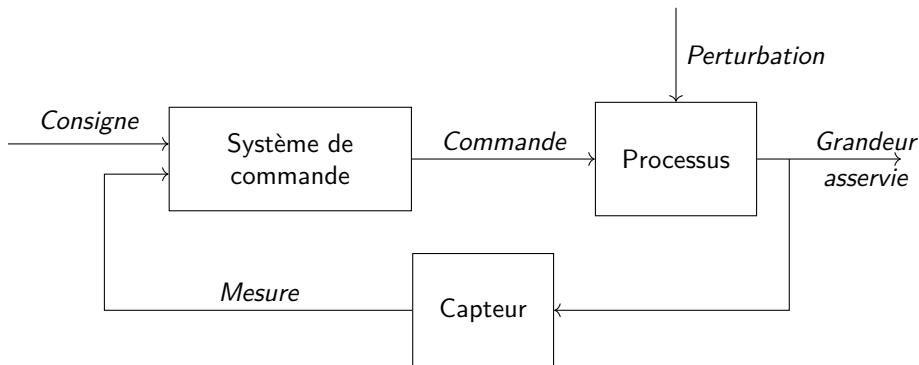 Perturbation
Consigne
Système de
commande
Commande
Processus
Grandeur
asservie
Mesure
Capteur